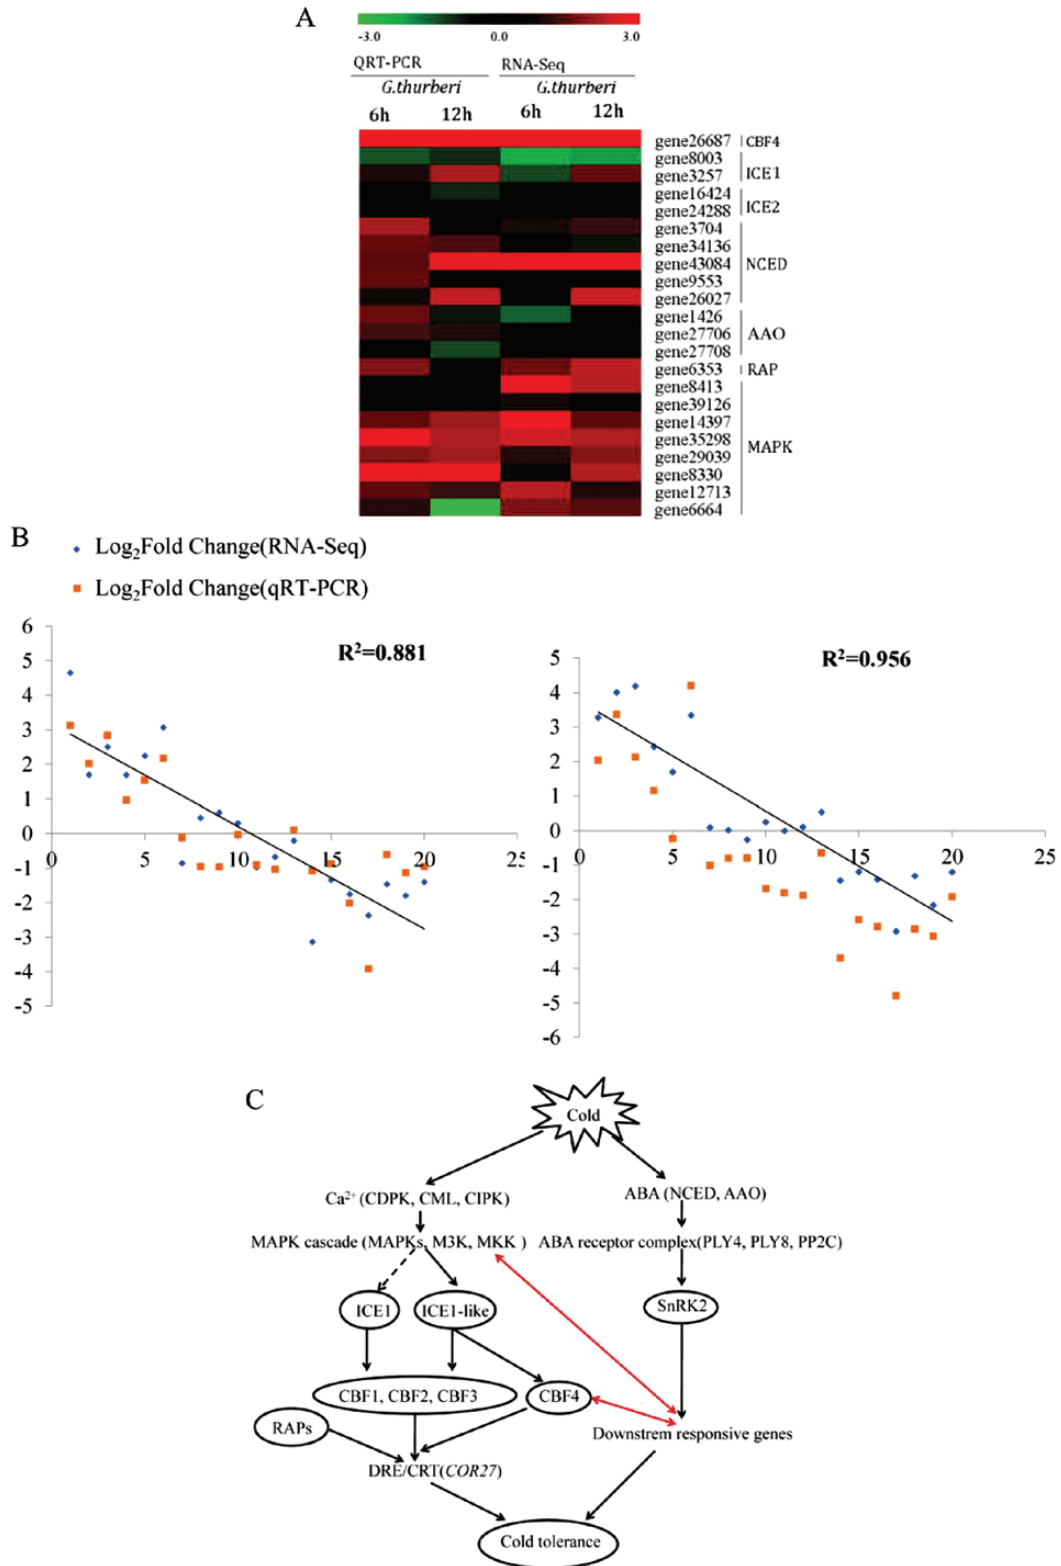 A
-3.0 0.0 3.0
QRT-PCR RNA-Seq
G.thurberi G.thurberi
6h 12h 6h 12h
gene26687 CBF4
gene8003
gene3257 ICE1
gene16424
gene24288 ICE2
gene3704
gene34136
gene43084 NCED
gene9553
gene26027
gene1426
gene27706 AAO
gene27708
gene6353 RAP
gene8413
gene39126
gene14397
gene35298 MAPK
gene29039
gene8330
gene12713
gene6664
B
Log2Fold Change(RNA-Seq)
Log2Fold Change(qRT-PCR)
R²=0.881
6
5
4
3
2
1
0
-1
-2
-3
-4
-5
0 5 10 15 20 25
R²=0.956
5
4
3
2
1
0
-1
-2
-3
-4
-5
-6
0 5 10 15 20 25
C
Cold
Ca2+ (CDPK, CML, CIPK) ABA (NCED, AAO)
MAPK cascade (MAPKs, M3K, MKK ) ABA receptor complex(PLY4, PLY8, PP2C)
ICE1 ICE1-like SnRK2
CBF1, CBF2, CBF3 CBF4
RAPs Downstrem responsive genes
DRE/CRT(COR27)
Cold tolerance